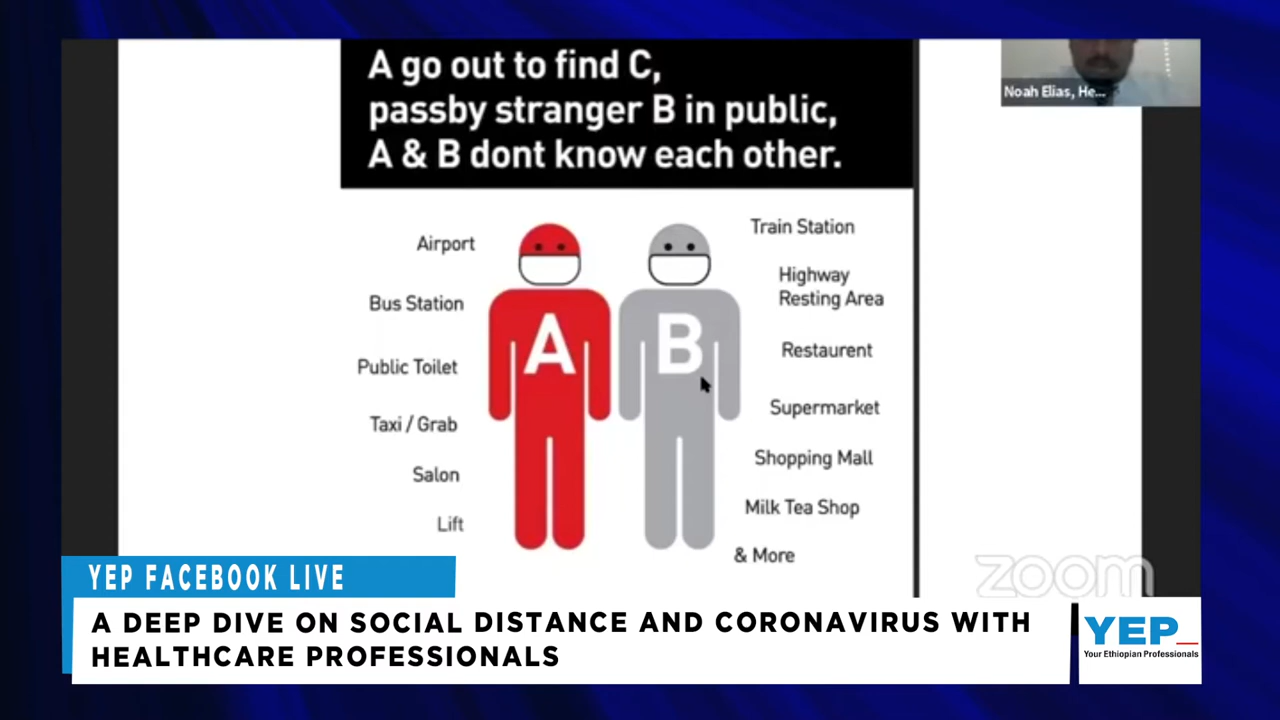 A go out to find C,
passby stranger B in public,
A & B dont know each other.
Noah Elias, He...
Airport
Bus Station
Public Toilet
Taxi / Grab
Salon
Lift
A
B
Train Station
Highway
Resting Area
Restaurent
Supermarket
Shopping Mall
Milk Tea Shop
& More
zoom
YEP FACEBOOK LIVE
A DEEP DIVE ON SOCIAL DISTANCE AND CORONAVIRUS WITH
HEALTHCARE PROFESSIONALS
YEP_
Your Ethiopian Professionals